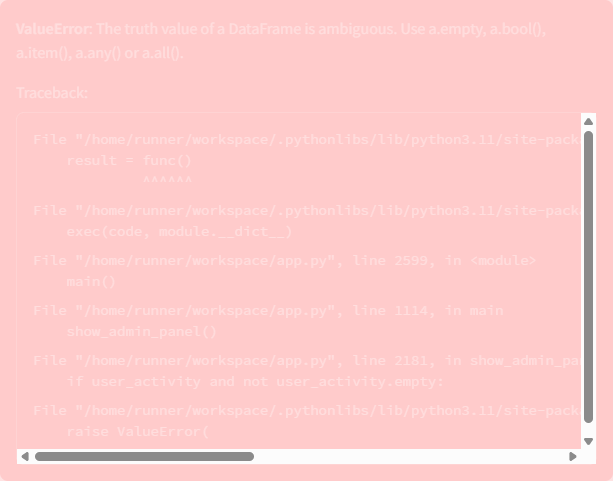 ValueError: The truth value of a DataFrame is ambiguous. Use a.empty, a.bool(),
a.item(), a.any() or a.all().
Traceback:
File "/home/runner/workspace/.pythonlibs/lib/python3.11/site-pack
result = func()
^^^^^^
File "/home/runner/workspace/.pythonlibs/lib/python3.11/site-pack
exec(code, module.__dict__)
File "/home/runner/workspace/app.py", line 2599, in <module>
main()
File "/home/runner/workspace/app.py", line 1114, in main
show_admin_panel()
File "/home/runner/workspace/app.py", line 2181, in show_admin_pan
if user_activity and not user_activity.empty:
File "/home/runner/workspace/.pythonlibs/lib/python3.11/site-pack
raise ValueError(